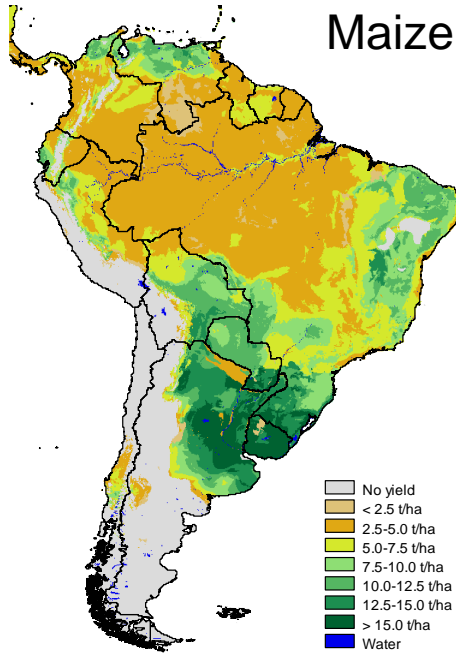 Maize
No yield
< 2.5 t/ha
2.5-5.0 t/ha
5.0-7.5 t/ha
7.5-10.0 t/ha
10.0-12.5 t/ha
12.5-15.0 t/ha
> 15.0 t/ha
Water